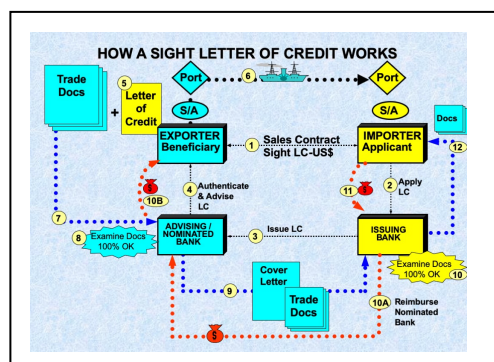 HOW A SIGHT LETTER OF CREDIT WORKS
Trade
Docs
+
5
Letter
of
Credit
Port
6
Port
S/A
S/A
EXPORTER
Beneficiary
1
Sales Contract
Sight LC-US$
IMPORTER
Applicant
Docs
12
$
10B
4
Authenticate
& Advise
LC
11
$
2
Apply
LC
7
8
Examine Docs
100% OK
ADVISING /
NOMINATED
BANK
3
Issue LC
ISSUING
BANK
Examine Docs
100% OK
10
9
Cover
Letter
Trade
Docs
10A
Reimburse
Nominated
Bank
$